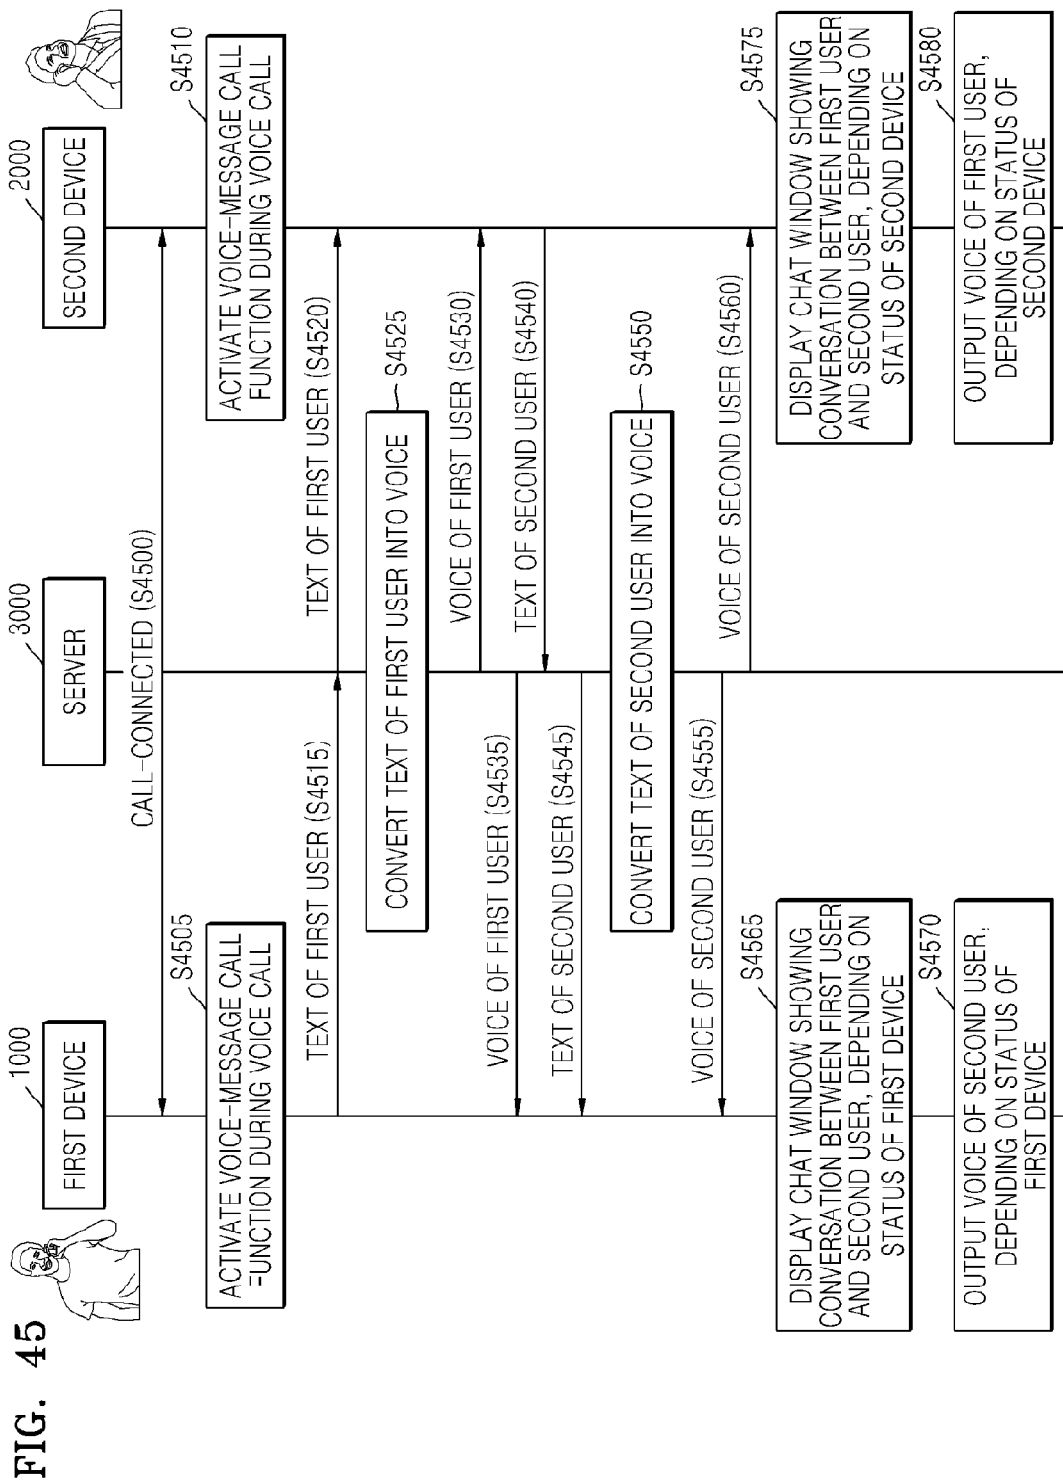 FIG. 45
1000
FIRST DEVICE
3000
SERVER
2000
SECOND DEVICE
CALL-CONNECTED (S4500)
S4505
ACTIVATE VOICE-MESSAGE CALL
FUNCTION DURING VOICE CALL
S4510
ACTIVATE VOICE-MESSAGE CALL
FUNCTION DURING VOICE CALL
TEXT OF FIRST USER (S4515)
TEXT OF FIRST USER (S4520)
S4525
CONVERT TEXT OF FIRST USER INTO VOICE
VOICE OF FIRST USER (S4530)
VOICE OF FIRST USER (S4535)
TEXT OF SECOND USER (S4540)
TEXT OF SECOND USER (S4545)
S4550
CONVERT TEXT OF SECOND USER INTO VOICE
VOICE OF SECOND USER (S4555)
VOICE OF SECOND USER (S4560)
S4565
DISPLAY CHAT WINDOW SHOWING
CONVERSATION BETWEEN FIRST USER
AND SECOND USER, DEPENDING ON
STATUS OF FIRST DEVICE
S4575
DISPLAY CHAT WINDOW SHOWING
CONVERSATION BETWEEN FIRST USER
AND SECOND USER, DEPENDING ON
STATUS OF SECOND DEVICE
S4570
OUTPUT VOICE OF SECOND USER,
DEPENDING ON STATUS OF
FIRST DEVICE
S4580
OUTPUT VOICE OF FIRST USER,
DEPENDING ON STATUS OF
SECOND DEVICE